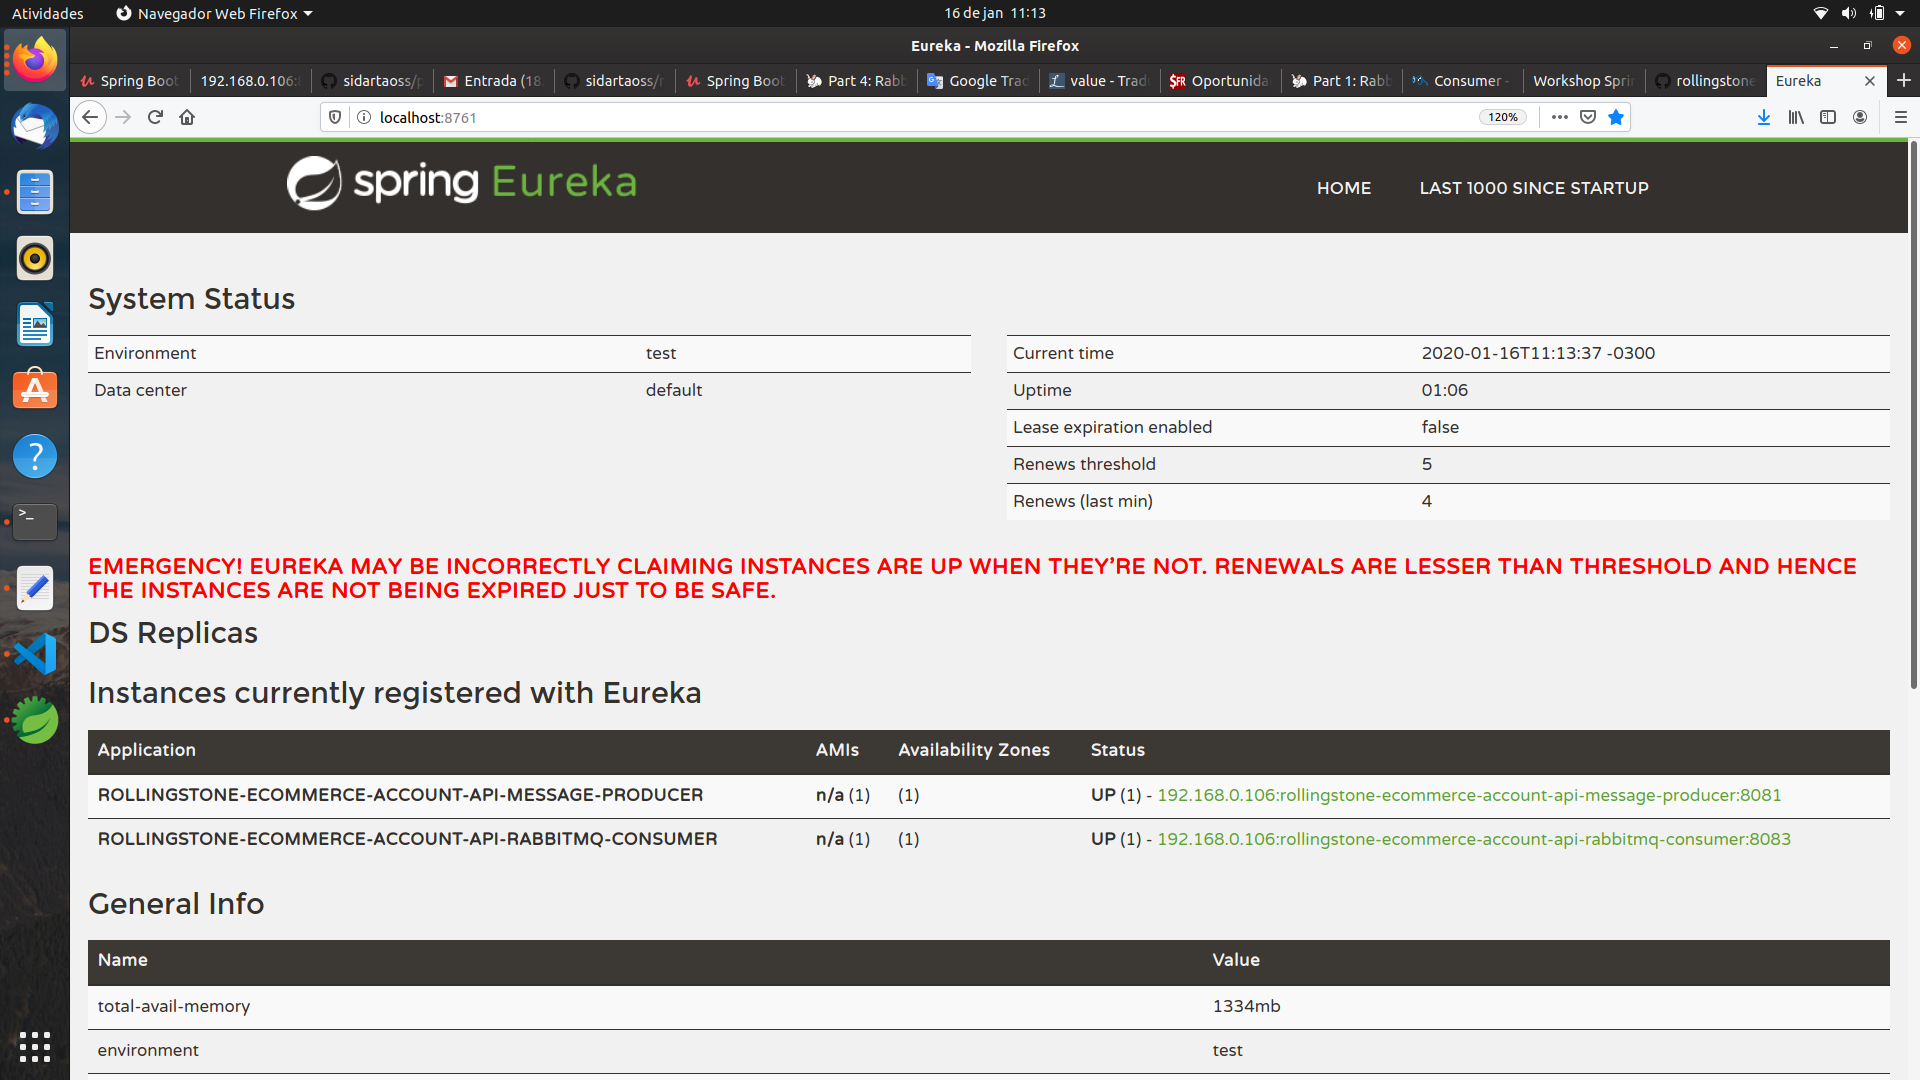 Atividades
Navegador Web Firefox
16 de jan 11:13
Eureka - Mozilla Firefox
Spring Boot
192.168.0.106:
sidartaoss/
Entrada (18
sidartaoss/
Spring Boot
Part 4: Rabb
Google Trad
value - Trad
Oportunida
Part 1: Rabb
Consumer -
Workshop Spri
rollingstone
Eureka
localhost:8761
120%
spring Eureka
HOME
LAST 1000 SINCE STARTUP
System Status
Environment test
Data center default
Current time 2020-01-16T11:13:37 -0300
Uptime 01:06
Lease expiration enabled false
Renews threshold 5
Renews (last min) 4
EMERGENCY! EUREKA MAY BE INCORRECTLY CLAIMING INSTANCES ARE UP WHEN THEY'RE NOT. RENEWALS ARE LESSER THAN THRESHOLD AND HENCE
THE INSTANCES ARE NOT BEING EXPIRED JUST TO BE SAFE.
DS Replicas
Instances currently registered with Eureka
Application AMIs Availability Zones Status
ROLLINGSTONE-ECOMMERCE-ACCOUNT-API-MESSAGE-PRODUCER n/a (1) (1) UP (1) - 192.168.0.106:rollingstone-ecommerce-account-api-message-producer:8081
ROLLINGSTONE-ECOMMERCE-ACCOUNT-API-RABBITMQ-CONSUMER n/a (1) (1) UP (1) - 192.168.0.106:rollingstone-ecommerce-account-api-rabbitmq-consumer:8083
General Info
Name Value
total-avail-memory 1334mb
environment test